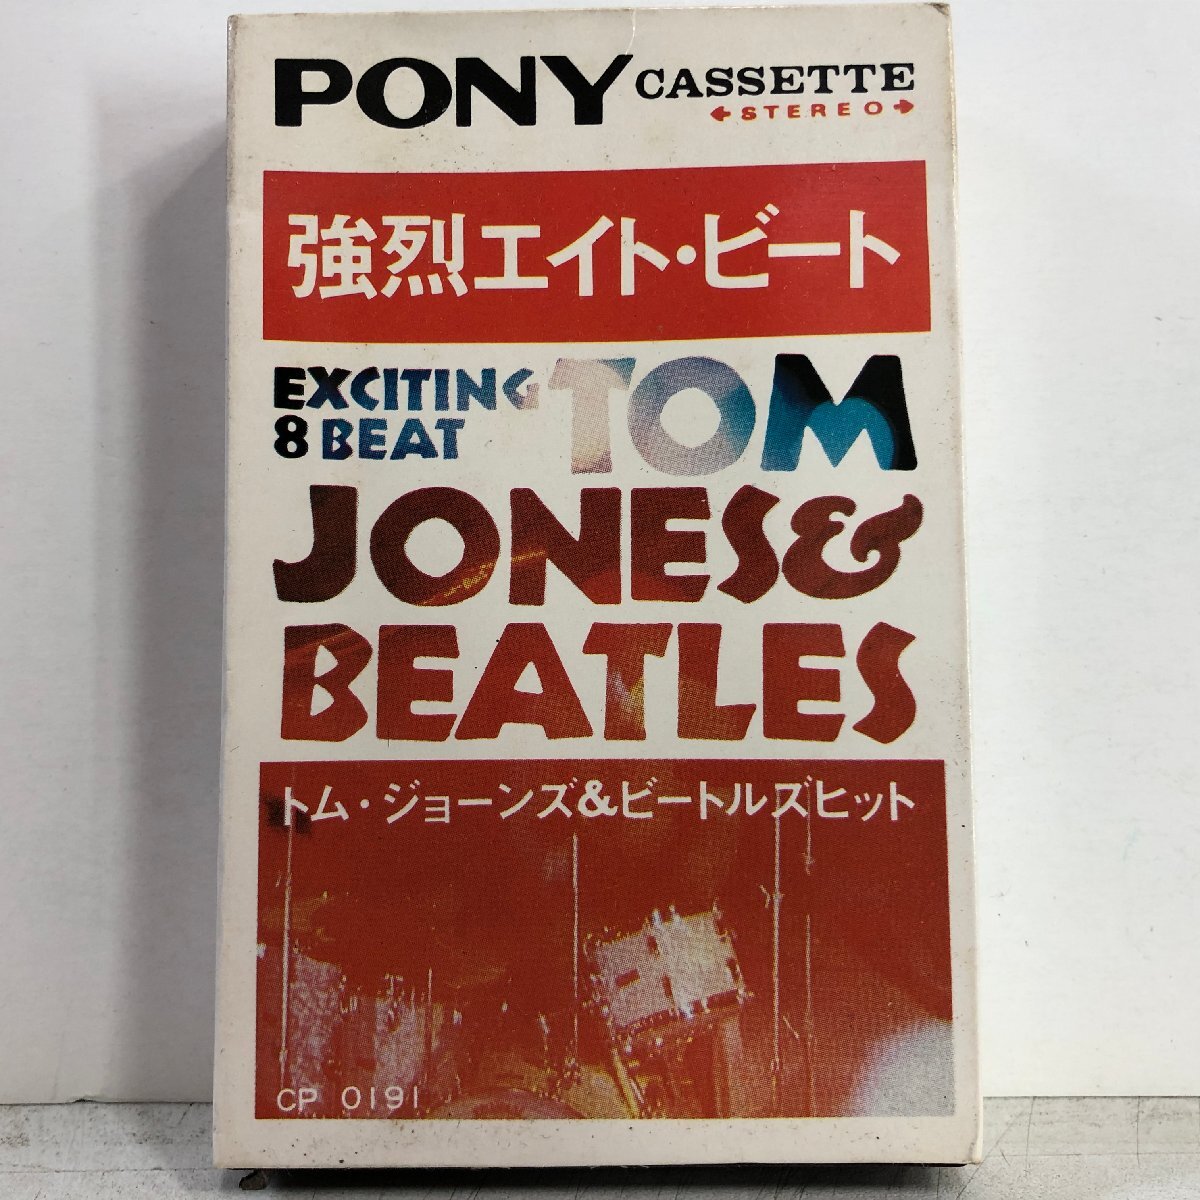 PONY CASSETTE
STEREO
強烈エイト・ビート
EXCITING TOM
8 BEAT
JONES&
BEATLES
トム・ジョーンズ&ビートルズヒット
CP 0191